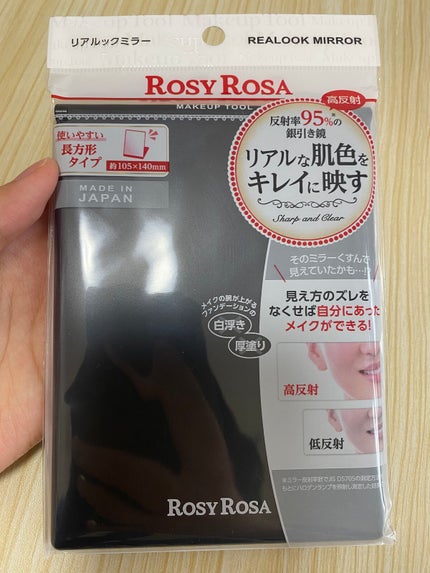 リアルックミラー
REALOOK MIRROR
ROSY ROSA
MAKEUP TOOL
高反射
反射率95%の
銀引き鏡
リアルな肌色を
キレイに映す
Sharp and Clear
使いやすい
長方形
タイプ
約105×140mm
MADE IN
JAPAN
そのミラーくすんで
見えていたかも…!?
見え方のズレを
なくせば自分にあった
メイクができる!
メイクの腕が上がる
ファンデーションの
白浮き
厚塗り
高反射
低反射
ROSY ROSA